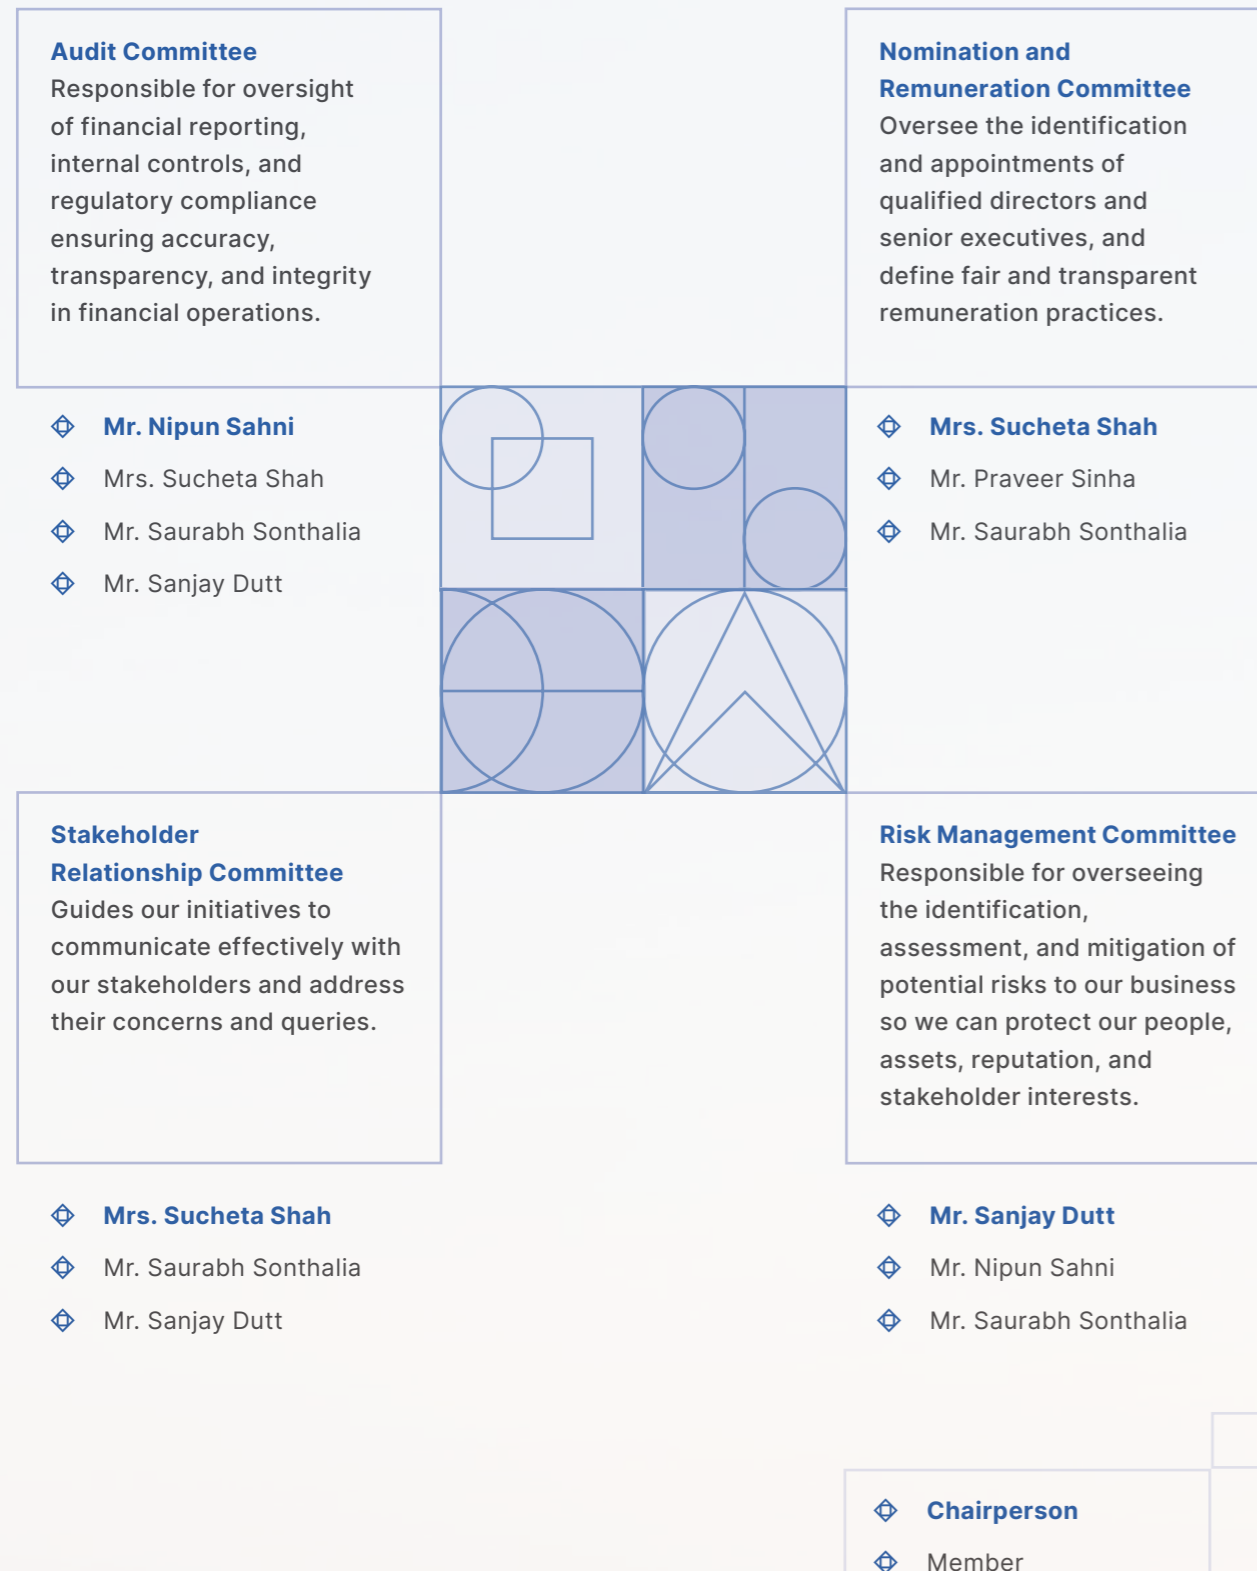 Audit Committee
Responsible for oversight
of financial reporting,
internal controls, and
regulatory compliance
ensuring accuracy,
transparency, and integrity
in financial operations.
Mr. Nipun Sahni
Mrs. Sucheta Shah
Mr. Saurabh Sonthalia
Mr. Sanjay Dutt
Nomination and
Remuneration Committee
Oversee the identification
and appointments of
qualified directors and
senior executives, and
define fair and transparent
remuneration practices.
Mrs. Sucheta Shah
Mr. Praveer Sinha
Mr. Saurabh Sonthalia
Stakeholder
Relationship Committee
Guides our initiatives to
communicate effectively with
our stakeholders and address
their concerns and queries.
Mrs. Sucheta Shah
Mr. Saurabh Sonthalia
Mr. Sanjay Dutt
Risk Management Committee
Responsible for overseeing
the identification,
assessment, and mitigation of
potential risks to our business
so we can protect our people,
assets, reputation, and
stakeholder interests.
Mr. Sanjay Dutt
Mr. Nipun Sahni
Mr. Saurabh Sonthalia
Chairperson
Member